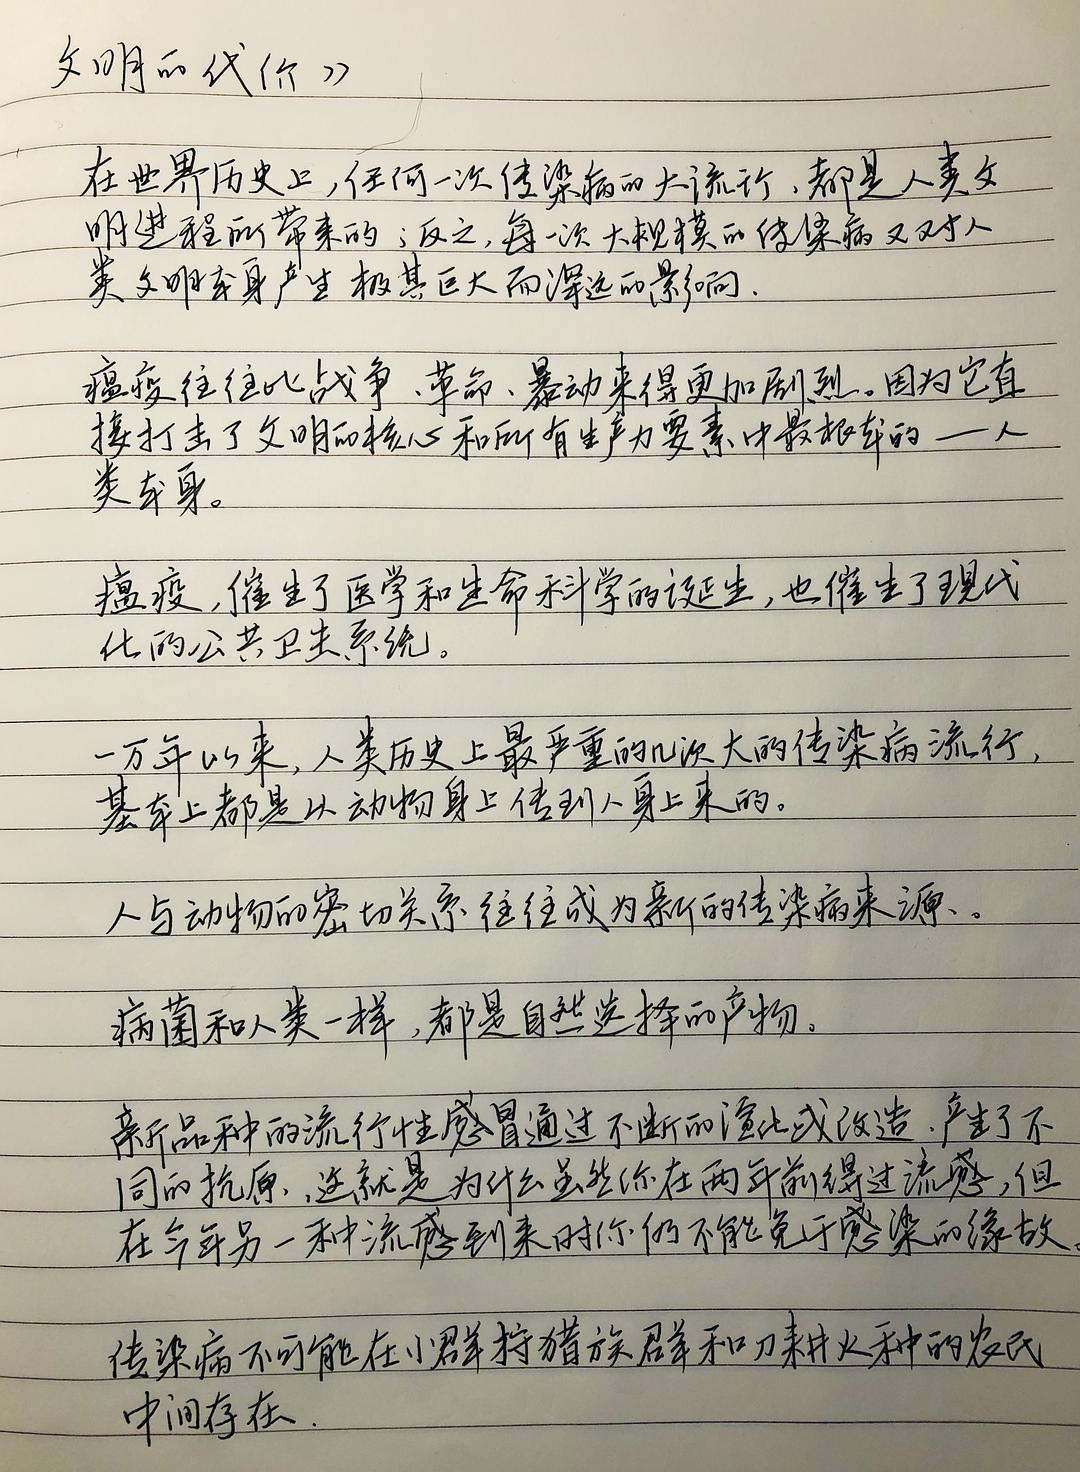 文明的代价》
在世界历史上,任何一次传染病的大流行、都是人类文
明进程所带来的;反之,每一次大规模的传染病又对人
类文明本身产生极其巨大而深远的影响.
瘟疫往往比战争、革命、暴动来得更加剧烈。因为它直
接打击了文明的核心和所有生产力要素中最根本的——人
类本身。
瘟疫,催生了医学和生命科学的诞生,也催生了现代
化的公共卫生系统。
一万年以来,人类历史上最严重的几次大的传染病流行,
基本上都是从动物身上传到人身上来的。
人与动物的密切关系往往成为新的传染病来源、。
病菌和人类一样,都是自然选择的产物。
新品种的流行性感冒通过不断的演化或改造、产生了不
同的抗原、这就是为什么虽然你在两年前得过流感,但
在今年另一种流感到来时你仍不能免于感染的缘故。
传染病不可能在小群狩猎族群和刀耕火种的农民
中间存在.